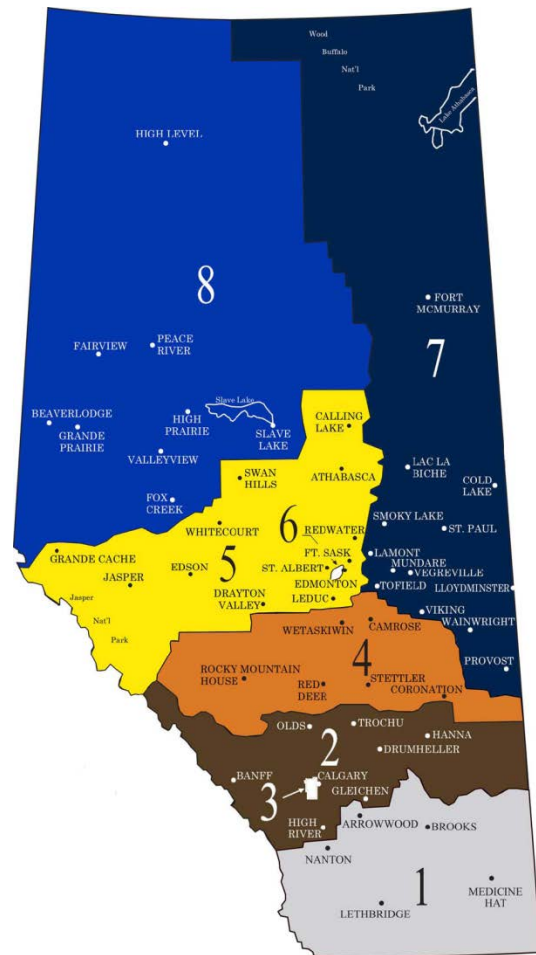 Wood
Buffalo
Nat'l
Park
Lake Athabasca
HIGH LEVEL
8
FORT
MCMURRAY
PEACE
RIVER
FAIRVIEW
7
BEAVERLODGE
GRANDE
PRAIRIE
HIGH
PRAIRIE
Slave Lake
SLAVE
LAKE
CALLING
LAKE
VALLEYVIEW
SWAN
HILLS
ATHABASCA
LAC LA
BICHE
COLD
LAKE
FOX
CREEK
WHITECOURT
6
REDWATER
SMOKY LAKE
ST. PAUL
GRANDE CACHE
JASPER
EDSON
5
FT. SASK
ST. ALBERT
EDMONTON
LAMONT
MUNDARE
VEGREVILLE
TOFIELD
LLOYDMINSTER
Jasper
Nat'l
Park
DRAYTON
VALLEY
LEDUC
VIKING
WAINWRIGHT
WETASKIWIN
CAMROSE
4
PROVOST
ROCKY MOUNTAIN
HOUSE
RED
DEER
STETTLER
CORONATION
OLDS
TROCHU
HANNA
2
DRUMHELLER
BANFF
3
CALGARY
GLEICHEN
HIGH
RIVER
ARROWWOOD
BROOKS
NANTON
1
MEDICINE
HAT
LETHBRIDGE